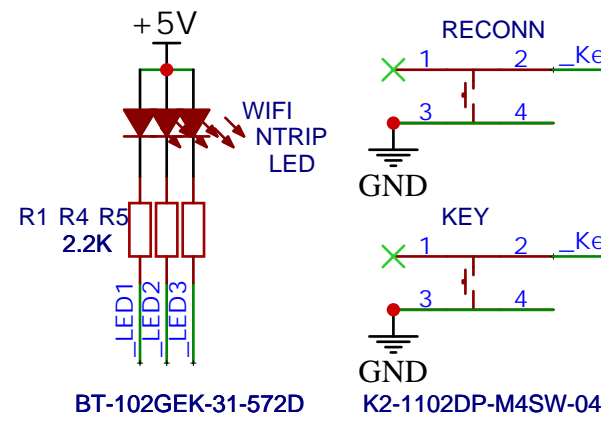 +5V
WIFI
NTRIP
LED
R1 R4 R5
2.2K
_LED1
_LED2
_LED3
BT-102GEK-31-572D
RECONN
1 2 _Ke
3 4
GND
KEY
1 2 _Ke
3 4
GND
K2-1102DP-M4SW-04